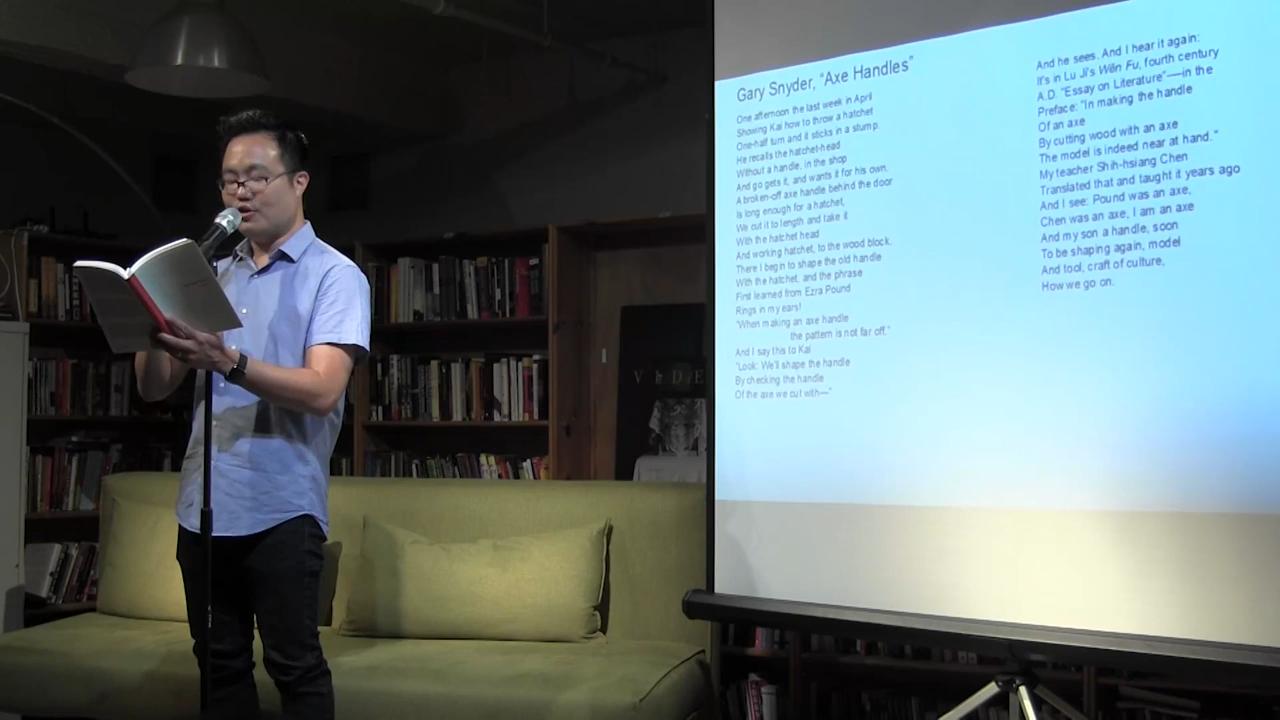 Gary Snyder, “Axe Handles”
One afternoon the last week in April
Showing Kai how to throw a hatchet
One-half turn and it sticks in a stump.
He recalls the hatchet-head
Without a handle, in the shop
And go gets it, and wants it for his own.
A broken-off axe handle behind the door
Is long enough for a hatchet,
We cut it to length and take it
With the hatchet head
And working hatchet, to the wood block.
There I begin to shape the old handle
With the hatchet, and the phrase
First learned from Ezra Pound
Rings in my ears!
“When making an axe handle
the pattern is not far off.”
And I say this to Kai
“Look: We'll shape the handle
By checking the handle
Of the axe we cut with—”
And he sees. And I hear it again:
It's in Lu Ji's Wên Fu, fourth century
A.D. “Essay on Literature”—-in the
Preface: “In making the handle
Of an axe
By cutting wood with an axe
The model is indeed near at hand.”
My teacher Shih-hsiang Chen
Translated that and taught it years ago
And I see: Pound was an axe,
Chen was an axe, I am an axe
And my son a handle, soon
To be shaping again, model
And tool, craft of culture,
How we go on.